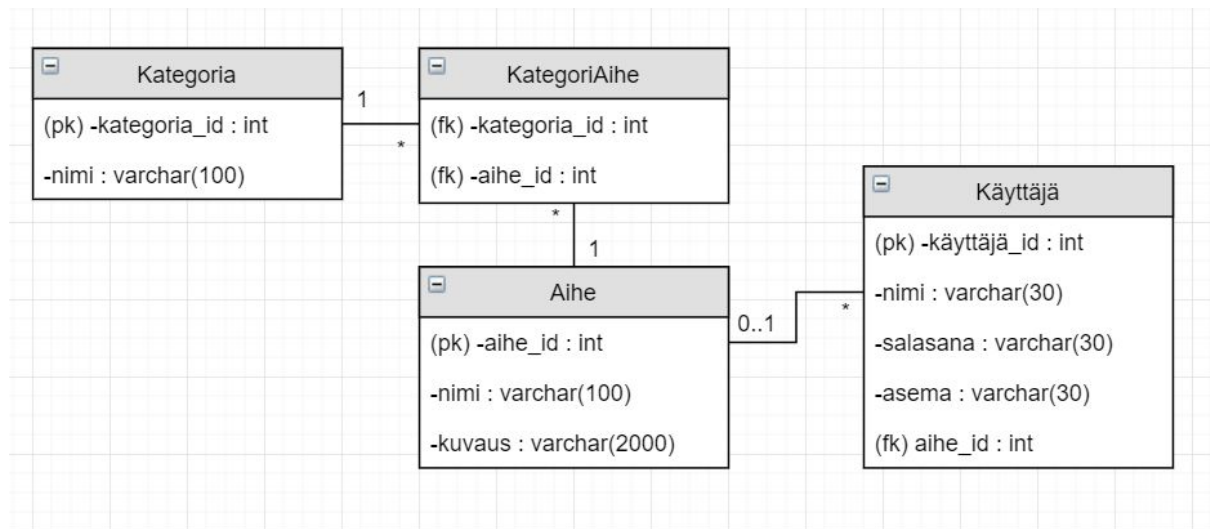 Kategoria
(pk) -kategoria_id : int
-nimi : varchar(100)
1
*
KategoriAihe
(fk) -kategoria_id : int
(fk) -aihe_id : int
*
1
Aihe
(pk) -aihe_id : int
-nimi : varchar(100)
-kuvaus : varchar(2000)
0..1
*
Käyttäjä
(pk) -käyttäjä_id : int
-nimi : varchar(30)
-salasana : varchar(30)
-asema : varchar(30)
(fk) aihe_id : int